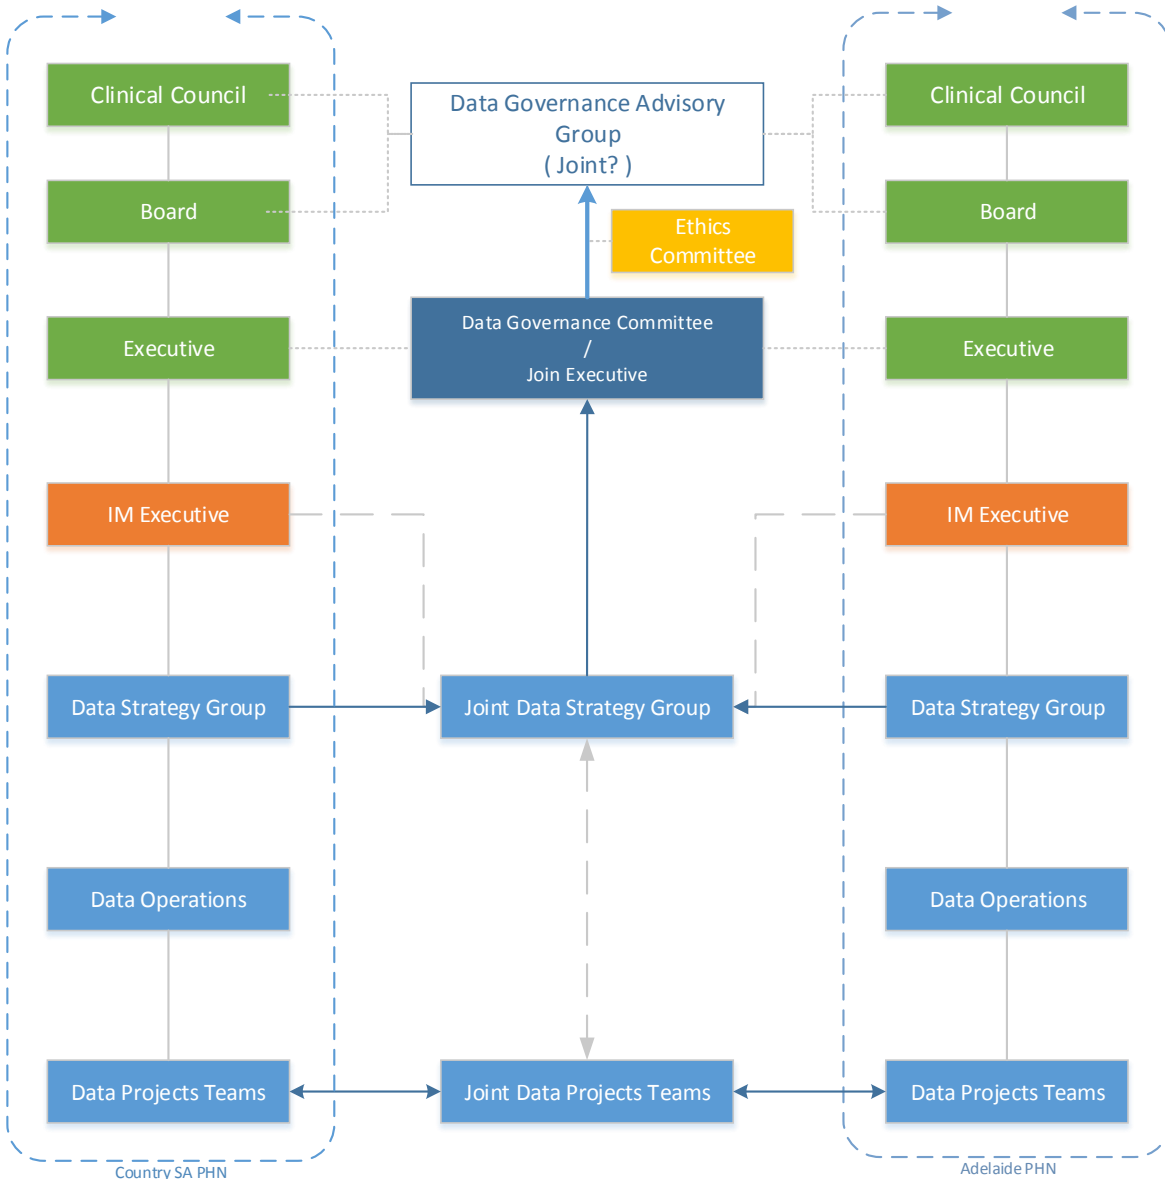 Clinical Council
Data Governance Advisory
Group
( Joint? )
Clinical Council
Board
Ethics
Committee
Board
Executive
Data Governance Committee
/
Join Executive
Executive
IM Executive
IM Executive
Data Strategy Group
Joint Data Strategy Group
Data Strategy Group
Data Operations
Data Operations
Data Projects Teams
Joint Data Projects Teams
Data Projects Teams
Country SA PHN
Adelaide PHN